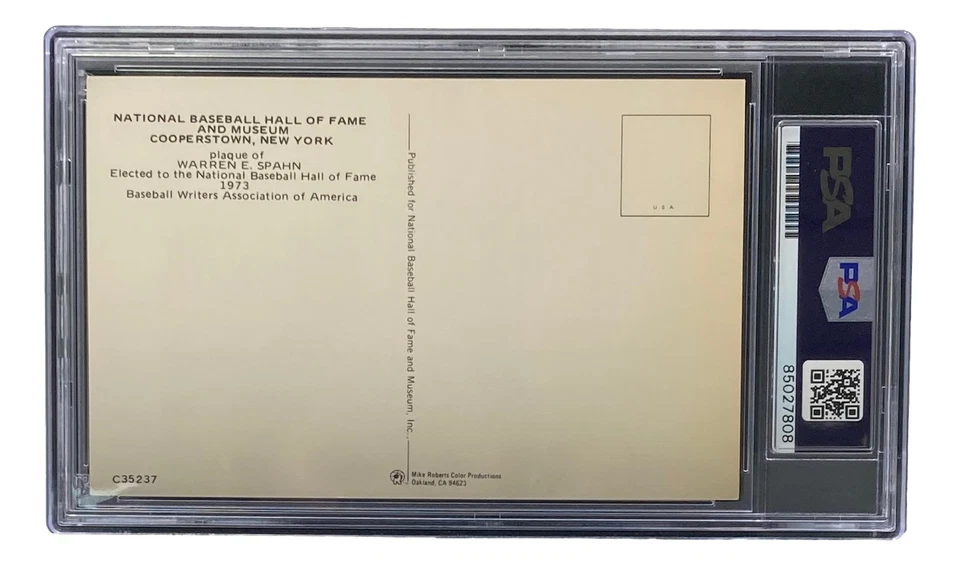 NATIONAL BASEBALL HALL OF FAME
AND MUSEUM
COOPERSTOWN, NEW YORK
plaque of
WARREN E. SPAHN
Elected to the National Baseball Hall of Fame
1973
Baseball Writers Association of America
Published for National Baseball Hall of Fame and Museum, Inc.
USA
C35237
Mike Roberts Color Productions
Oakland, CA 94623
PSA
PSA
85027808